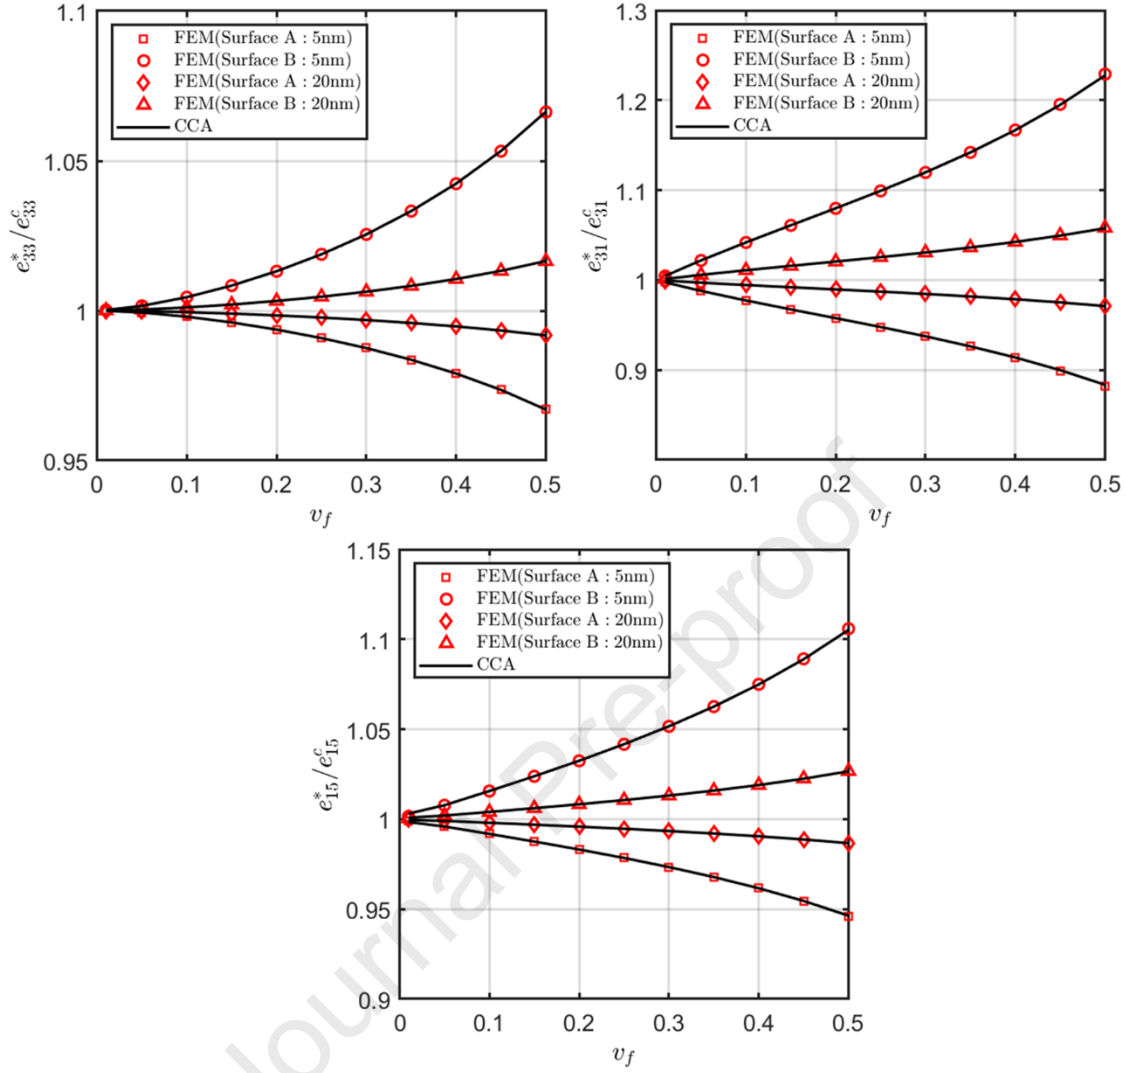 1.1
1.05
1
0.95
0
0.1
0.2
0.3
0.4
0.5
e*33/ec33
vf
FEM(Surface A : 5nm)
FEM(Surface B : 5nm)
FEM(Surface A : 20nm)
FEM(Surface B : 20nm)
CCA
1.3
1.2
1.1
1
0.9
0
0.1
0.2
0.3
0.4
0.5
e*31/ec31
vf
FEM(Surface A : 5nm)
FEM(Surface B : 5nm)
FEM(Surface A : 20nm)
FEM(Surface B : 20nm)
CCA
1.15
1.1
1.05
1
0.95
0.9
0
0.1
0.2
0.3
0.4
0.5
e*15/ec15
vf
FEM(Surface A : 5nm)
FEM(Surface B : 5nm)
FEM(Surface A : 20nm)
FEM(Surface B : 20nm)
CCA
Journal Pre-proof